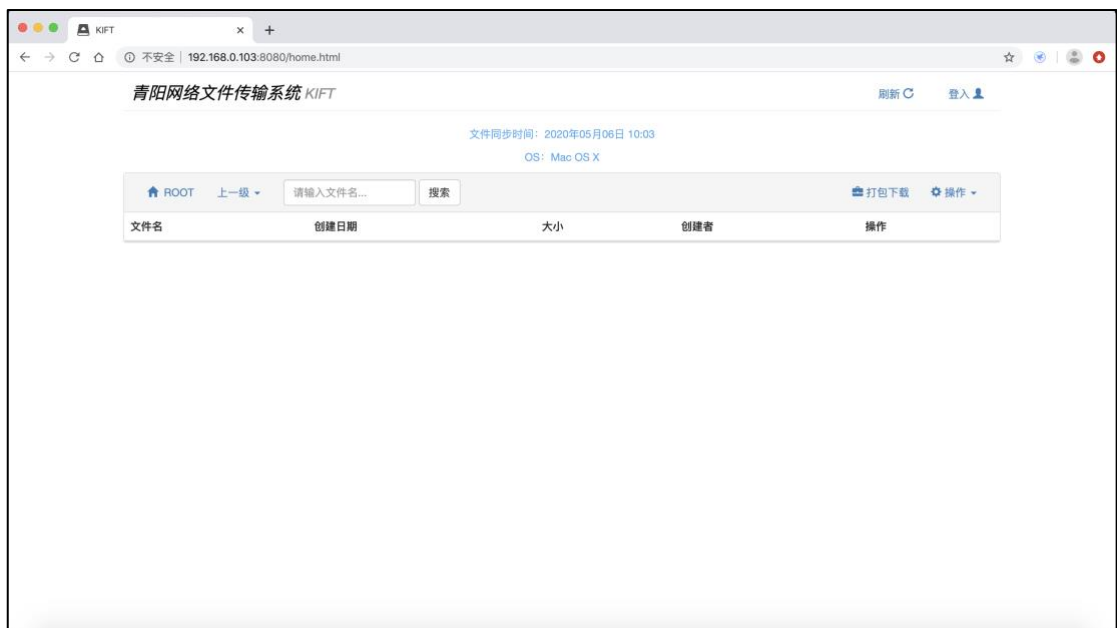 KIFT
不安全 | 192.168.0.103:8080/home.html
青阳网络文件传输系统 KIFT 刷新 登入
文件同步时间：2020年05月06日 10:03
OS：Mac OS X
ROOT 上一级 请输入文件名... 搜索 打包下载 操作
文件名 创建日期 大小 创建者 操作